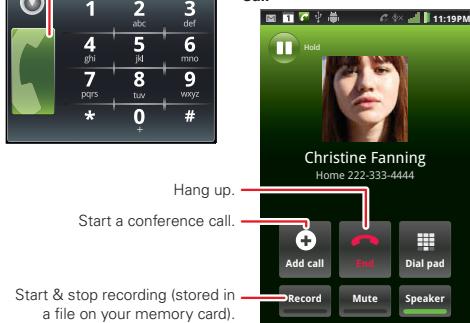 1 2 3
abc def
4 5 6
ghi jkl mno
7 8 9
pqrs tuv wxyz
* 0 #
+
11:19PM
Hold
Christine Fanning
Home 222-333-4444
Hang up.
Start a conference call.
Add call End Dial pad
Start & stop recording (stored in
a file on your memory card).
Record Mute Speaker